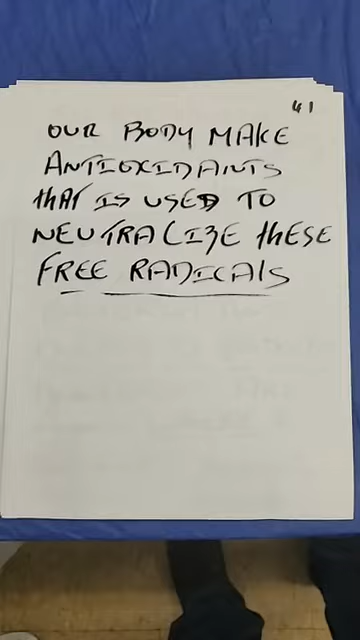 41
OUR BODY MAKE
ANTIOXIDANTS
thAt IS USED TO
NEUTRALIZE thESE
FREE RADICAlS